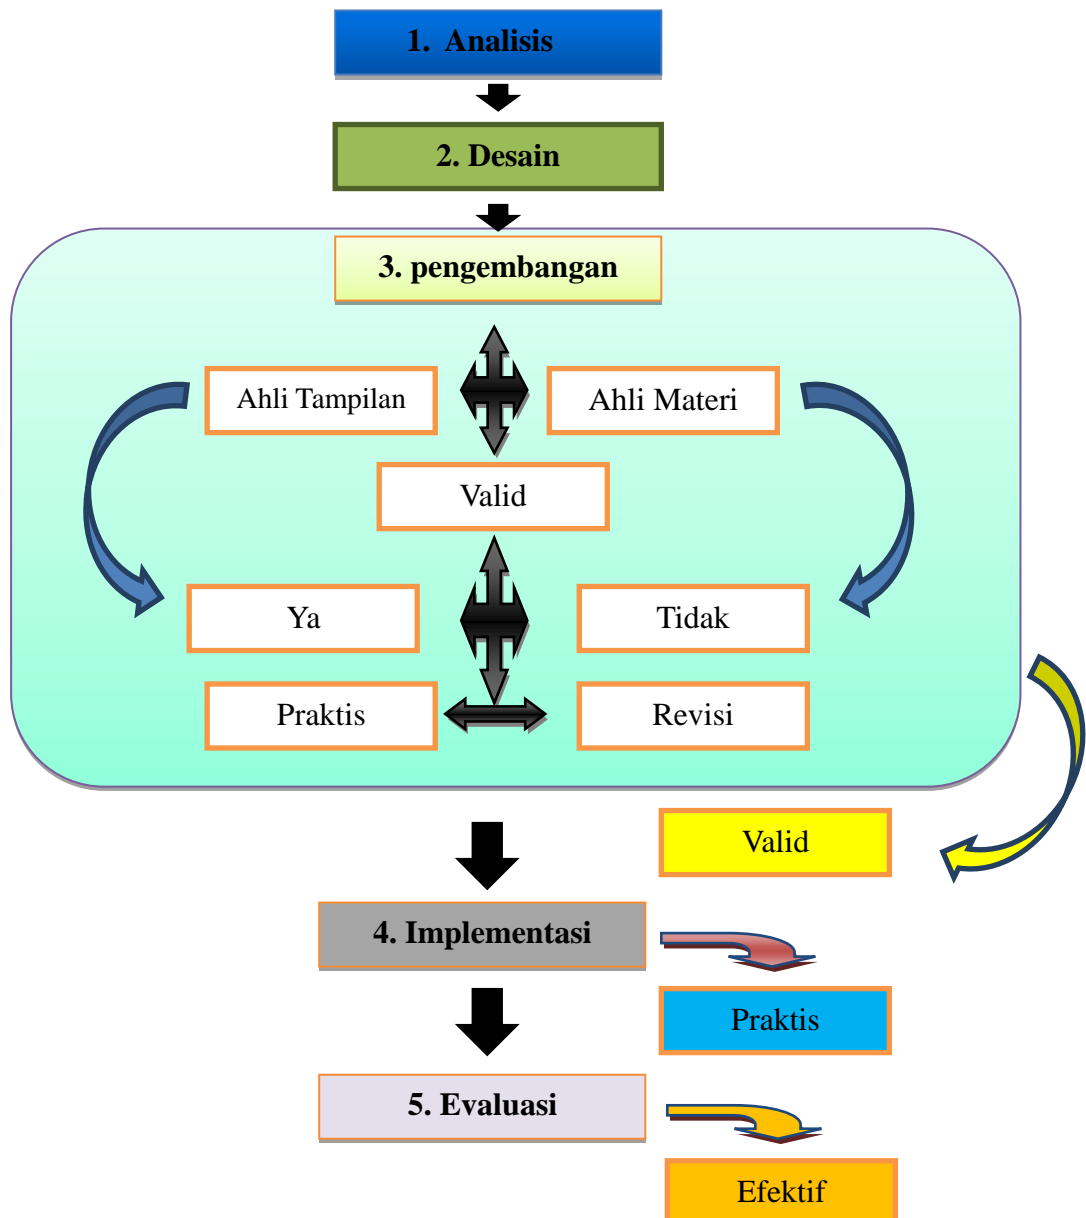 1. Analisis
2. Desain
3. pengembangan
Ahli Tampilan
Ahli Materi
Valid
Ya
Tidak
Praktis
Revisi
Valid
4. Implementasi
Praktis
5. Evaluasi
Efektif